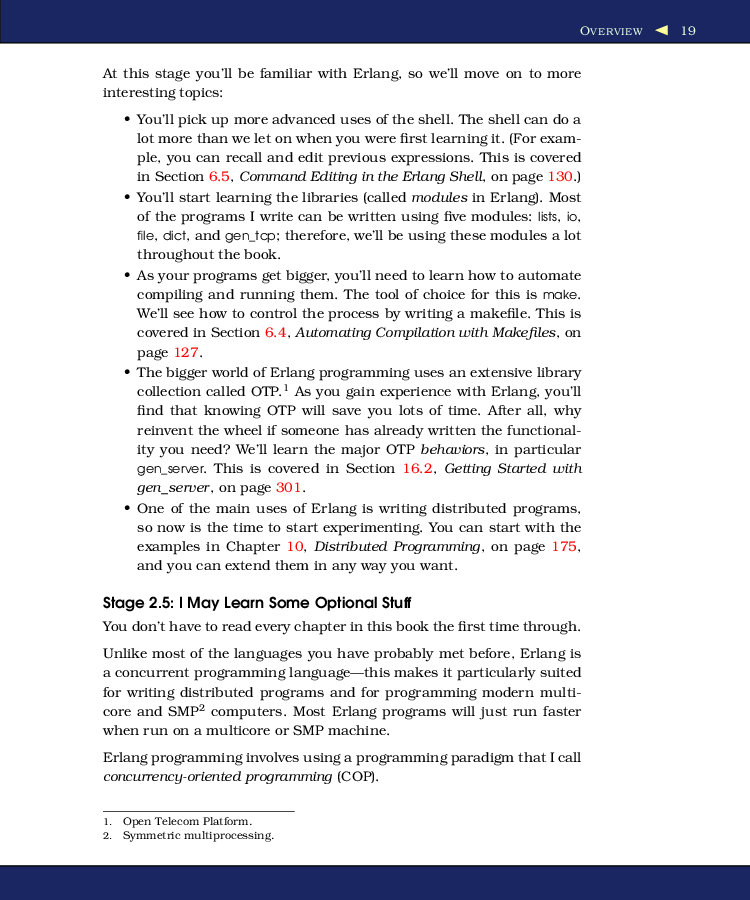 OVERVIEW ◀ 19
At this stage you'll be familiar with Erlang, so we'll move on to more
interesting topics:
• You'll pick up more advanced uses of the shell. The shell can do a
lot more than we let on when you were first learning it. (For exam-
ple, you can recall and edit previous expressions. This is covered
in Section 6.5, Command Editing in the Erlang Shell, on page 130.)
• You'll start learning the libraries (called modules in Erlang). Most
of the programs I write can be written using five modules: lists, io,
file, dict, and gen_tcp; therefore, we'll be using these modules a lot
throughout the book.
• As your programs get bigger, you'll need to learn how to automate
compiling and running them. The tool of choice for this is make.
We'll see how to control the process by writing a makefile. This is
covered in Section 6.4, Automating Compilation with Makefiles, on
page 127.
• The bigger world of Erlang programming uses an extensive library
collection called OTP.1 As you gain experience with Erlang, you'll
find that knowing OTP will save you lots of time. After all, why
reinvent the wheel if someone has already written the functional-
ity you need? We'll learn the major OTP behaviors, in particular
gen_server. This is covered in Section 16.2, Getting Started with
gen_server, on page 301.
• One of the main uses of Erlang is writing distributed programs,
so now is the time to start experimenting. You can start with the
examples in Chapter 10, Distributed Programming, on page 175,
and you can extend them in any way you want.
Stage 2.5: I May Learn Some Optional Stuff
You don't have to read every chapter in this book the first time through.
Unlike most of the languages you have probably met before, Erlang is
a concurrent programming language—this makes it particularly suited
for writing distributed programs and for programming modern multi-
core and SMP2 computers. Most Erlang programs will just run faster
when run on a multicore or SMP machine.
Erlang programming involves using a programming paradigm that I call
concurrency-oriented programming (COP).
1. Open Telecom Platform.
2. Symmetric multiprocessing.